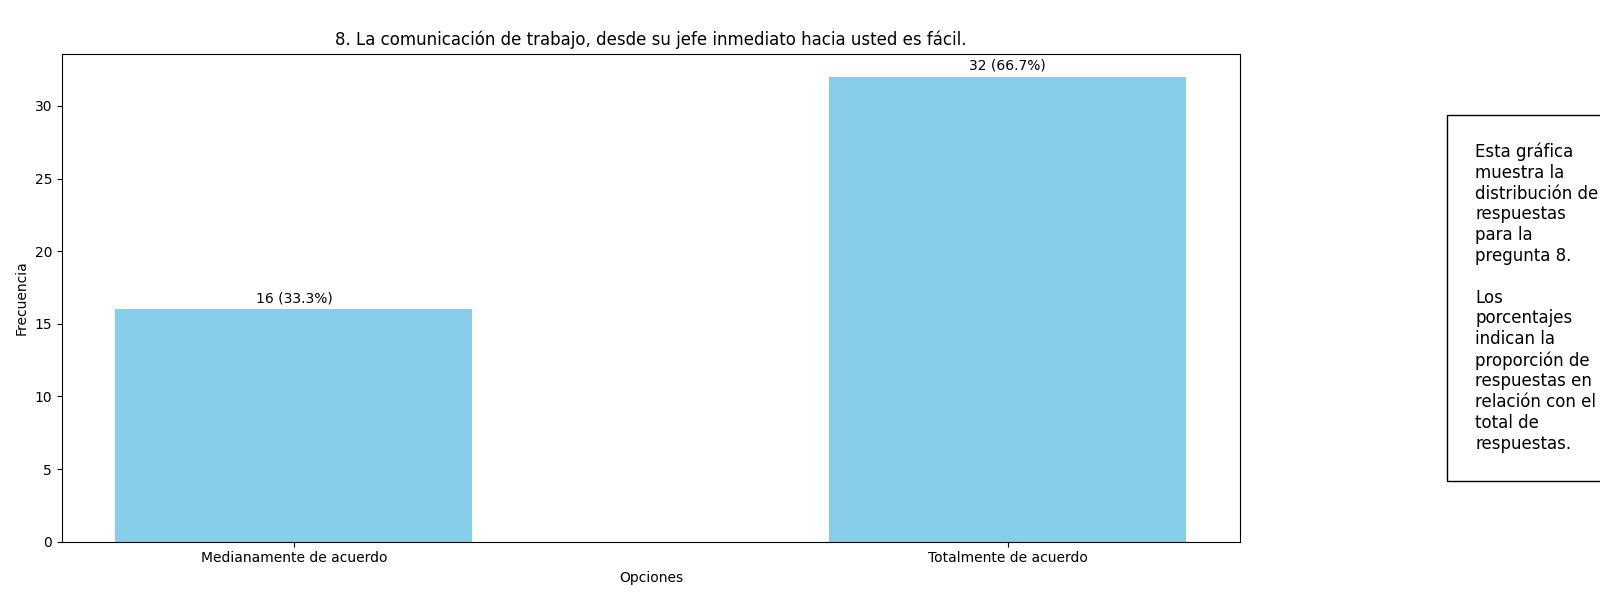 8. La comunicación de trabajo, desde su jefe inmediato hacia usted es fácil.
32 (66.7%)
16 (33.3%)
30
25
20
15
10
5
0
Frecuencia
Medianamente de acuerdo
Totalmente de acuerdo
Opciones
Esta gráfica
muestra la
distribución de
respuestas
para la
pregunta 8.
Los
porcentajes
indican la
proporción de
respuestas en
relación con el
total de
respuestas.